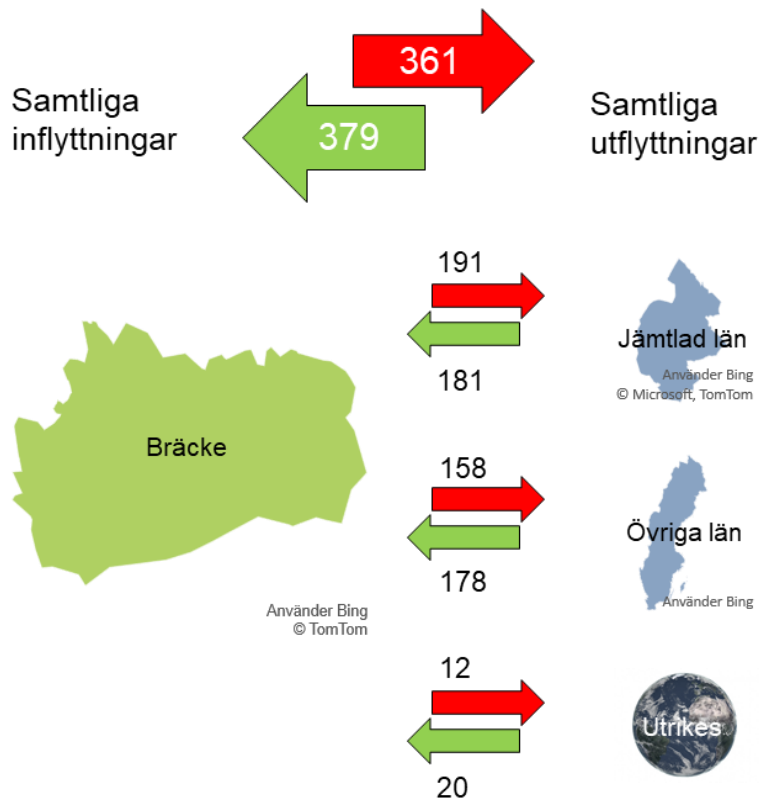 361
Samtliga
inflyttningar
379
Samtliga
utflyttningar
191
Jämtlad län
Använder Bing
© Microsoft, TomTom
181
Bräcke
158
Övriga län
Använder Bing
178
Använder Bing
© TomTom
12
Utrikes
20